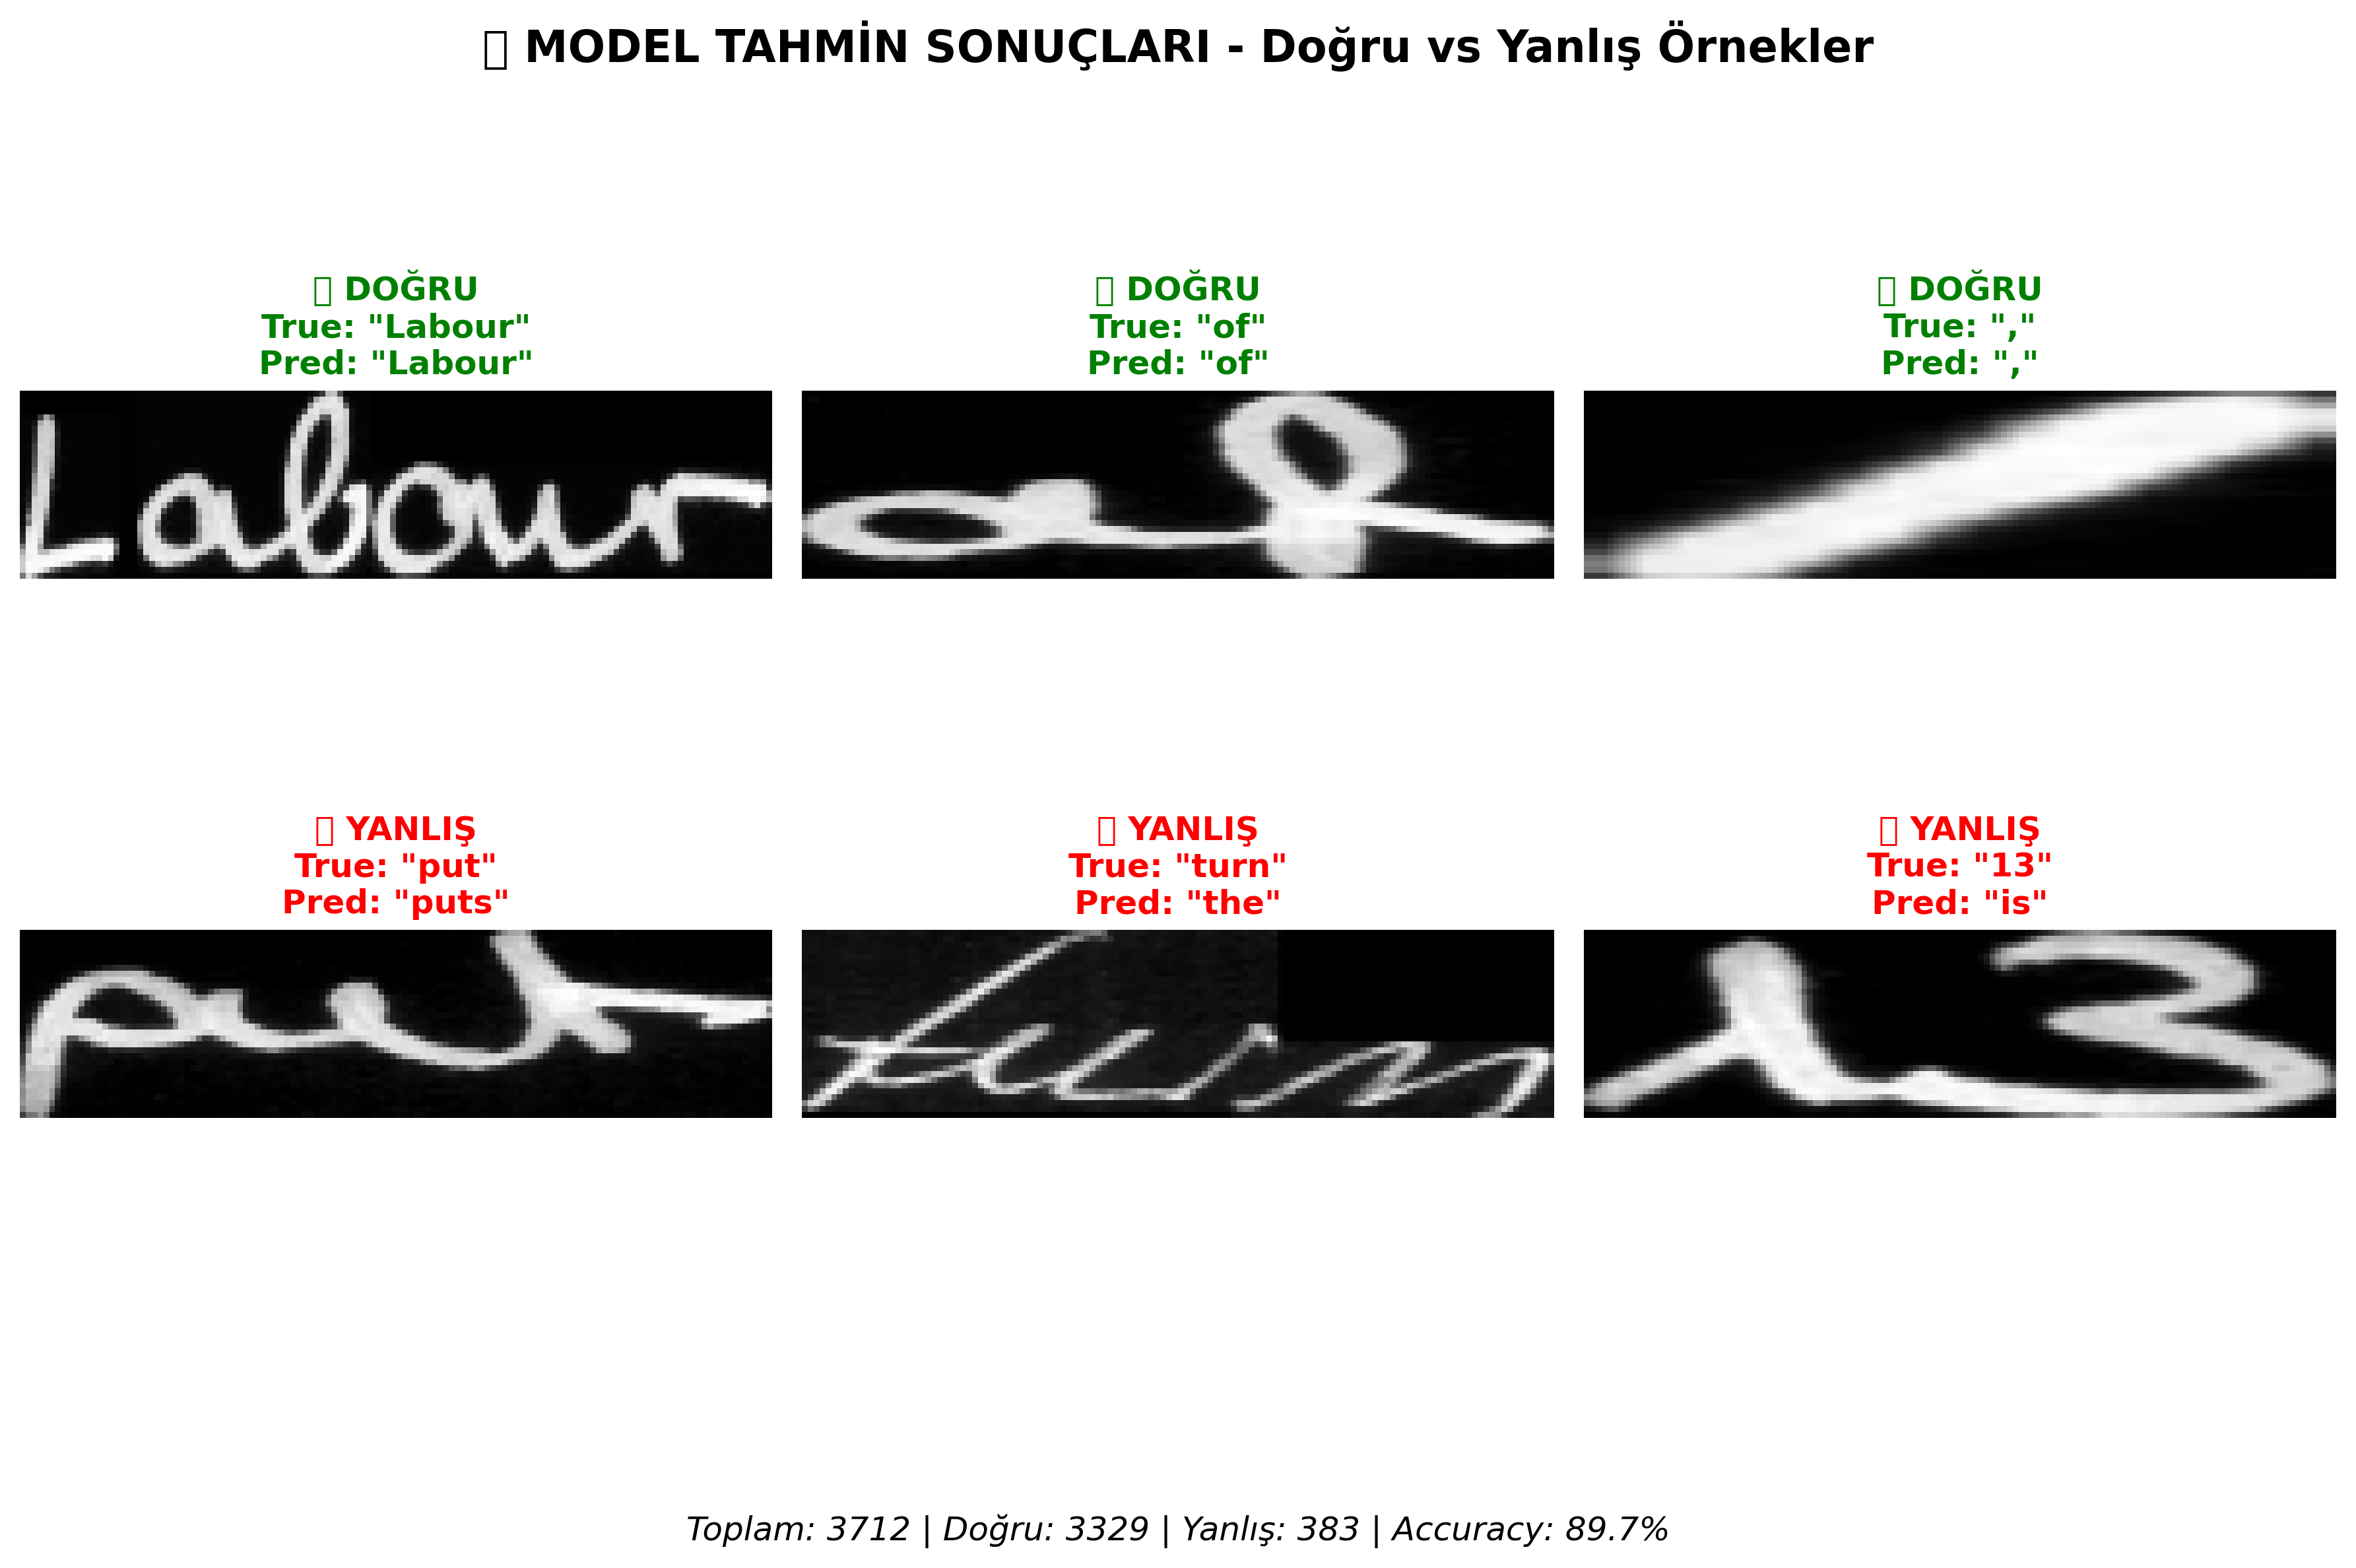 MODEL TAHMİN SONUÇLARI - Doğru vs Yanlış Örnekler
DOĞRU DOĞRU DOĞRU
True: "Labour" True: "of" True: ","
Pred: "Labour" Pred: "of" Pred: ","
Labour of ,
YANLIŞ YANLIŞ YANLIŞ
True: "put" True: "turn" True: "13"
Pred: "puts" Pred: "the" Pred: "is"
put turn 13
Toplam: 3712 | Doğru: 3329 | Yanlış: 383 | Accuracy: 89.7%